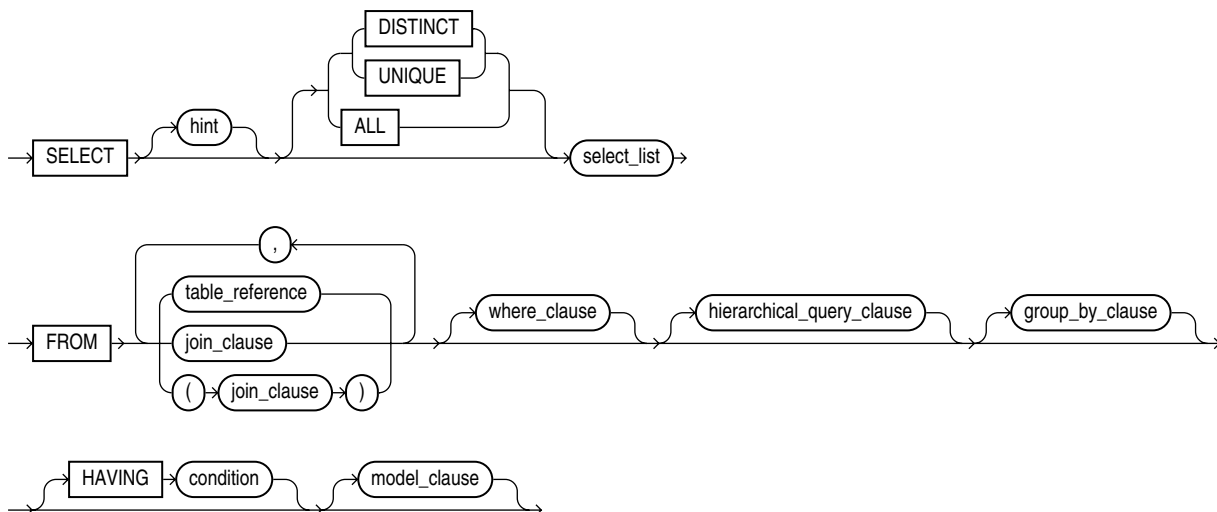 DISTINCT
UNIQUE
hint
ALL
SELECT
select_list
,
table_reference
where_clause
hierarchical_query_clause
group_by_clause
FROM
join_clause
( join_clause )
HAVING condition
model_clause